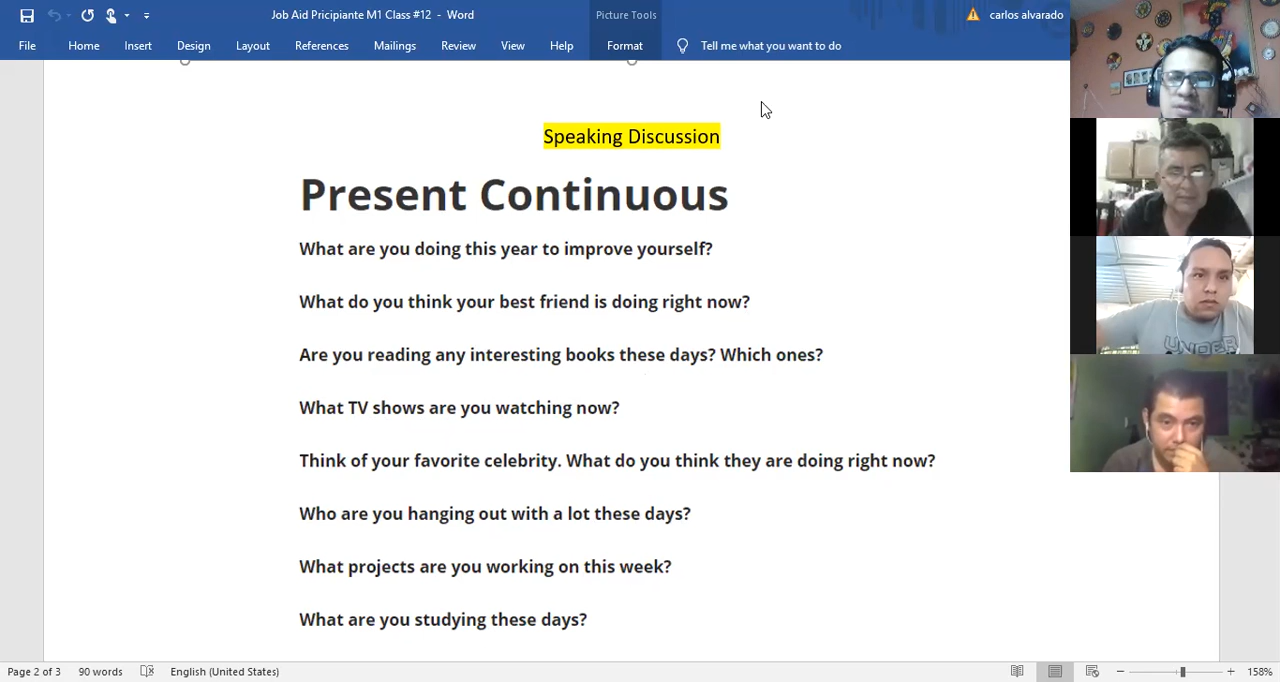 Job Aid Pricipiante M1 Class #12 - Word
Picture Tools
carlos alvarado
File Home Insert Design Layout References Mailings Review View Help Format Tell me what you want to do
Speaking Discussion
Present Continuous
What are you doing this year to improve yourself?
What do you think your best friend is doing right now?
Are you reading any interesting books these days? Which ones?
What TV shows are you watching now?
Think of your favorite celebrity. What do you think they are doing right now?
Who are you hanging out with a lot these days?
What projects are you working on this week?
What are you studying these days?
UNDER
Page 2 of 3 90 words English (United States) 158%